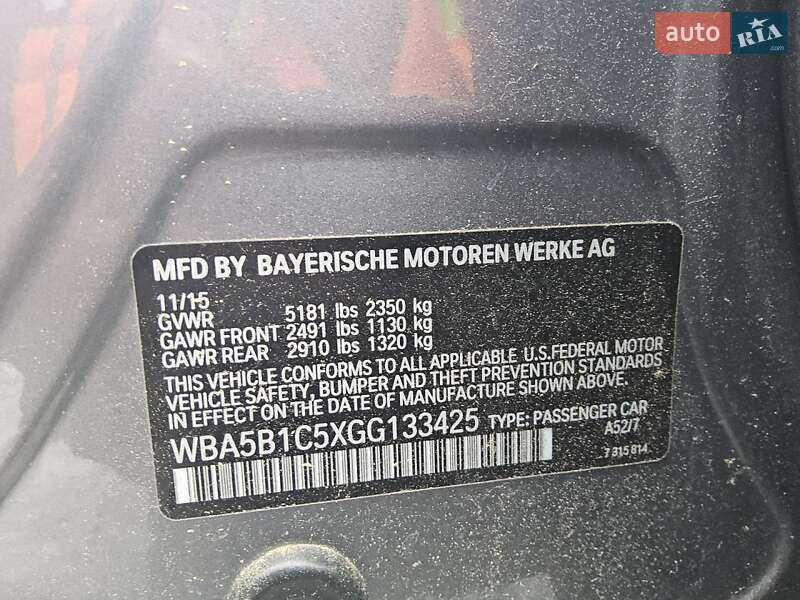 auto RIA.com
MFD BY BAYERISCHE MOTOREN WERKE AG
11/15
GVWR 5181 lbs 2350 kg
GAWR FRONT 2491 lbs 1130 kg
GAWR REAR 2910 lbs 1320 kg
THIS VEHICLE CONFORMS TO ALL APPLICABLE U.S.FEDERAL MOTOR
VEHICLE SAFETY, BUMPER AND THEFT PREVENTION STANDARDS
IN EFFECT ON THE DATE OF MANUFACTURE SHOWN ABOVE.
WBA5B1C5XGG133425 TYPE: PASSENGER CAR
A52/7
7 315 814